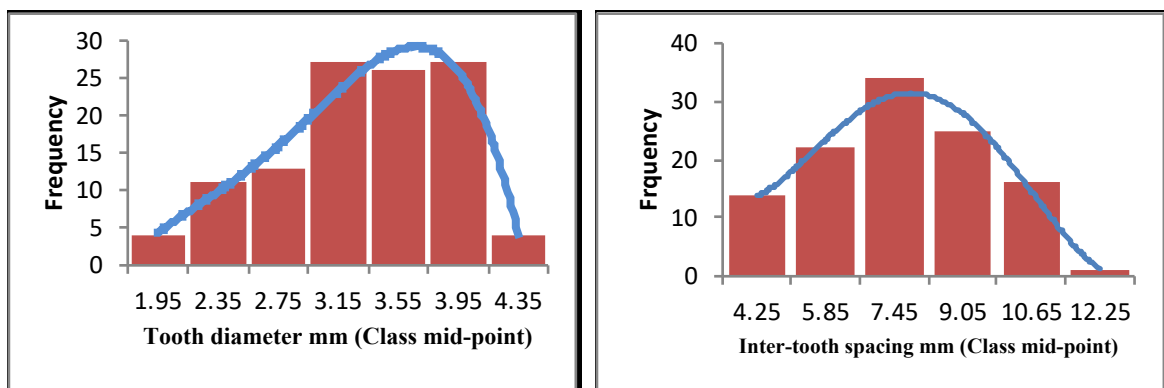 30
25
20
15
10
5
0
Frequency
1.95 2.35 2.75 3.15 3.55 3.95 4.35
Tooth diameter mm (Class mid-point)
40
30
20
10
0
Frquency
4.25 5.85 7.45 9.05 10.65 12.25
Inter-tooth spacing mm (Class mid-point)